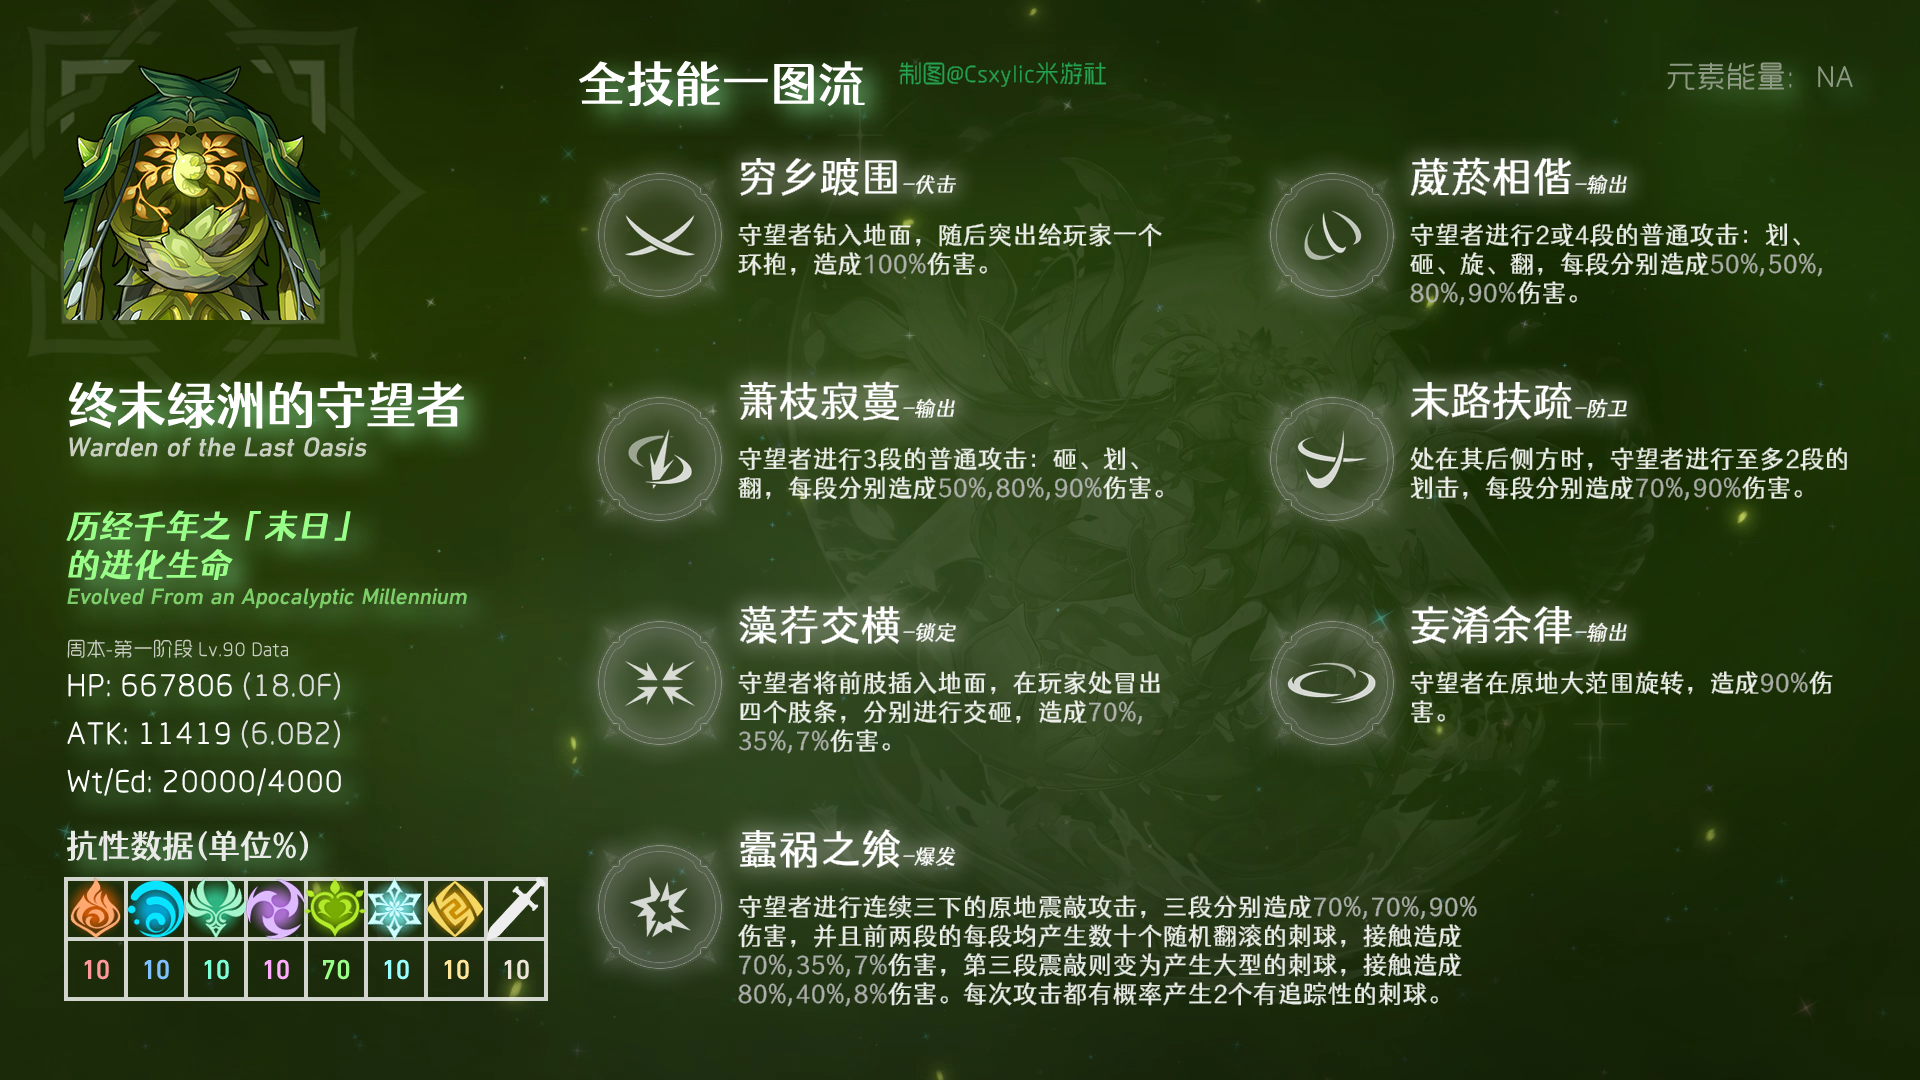 全技能一图流
制图@Csxylic米游社
元素能量: NA
终末绿洲的守望者
Warden of the Last Oasis
历经千年之「末日」
的进化生命
Evolved From an Apocalyptic Millennium
周本-第一阶段 Lv.90 Data
HP: 667806 (18.0F)
ATK: 11419 (6.0B2)
Wt/Ed: 20000/4000
抗性数据(单位%)
10 10 10 10 70 10 10 10
穷乡踱围-伏击
守望者钻入地面，随后突出给玩家一个
环抱，造成100%伤害。
葳菸相偕-输出
守望者进行2或4段的普通攻击：划、
砸、旋、翻，每段分别造成50%,50%,
80%,90%伤害。
萧枝寂蔓-输出
守望者进行3段的普通攻击：砸、划、
翻，每段分别造成50%,80%,90%伤害。
末路扶疏-防卫
处在其后侧方时，守望者进行至多2段的
划击，每段分别造成70%,90%伤害。
藻荇交横-锁定
守望者将前肢插入地面，在玩家处冒出
四个肢条，分别进行交砸，造成70%,
35%,7%伤害。
妄淆余律-输出
守望者在原地大范围旋转，造成90%伤
害。
蠹祸之飨-爆发
守望者进行连续三下的原地震敲攻击，三段分别造成70%,70%,90%
伤害，并且前两段的每段均产生数十个随机翻滚的刺球，接触造成
70%,35%,7%伤害，第三段震敲则变为产生大型的刺球，接触造成
80%,40%,8%伤害。每次攻击都有概率产生2个有追踪性的刺球。